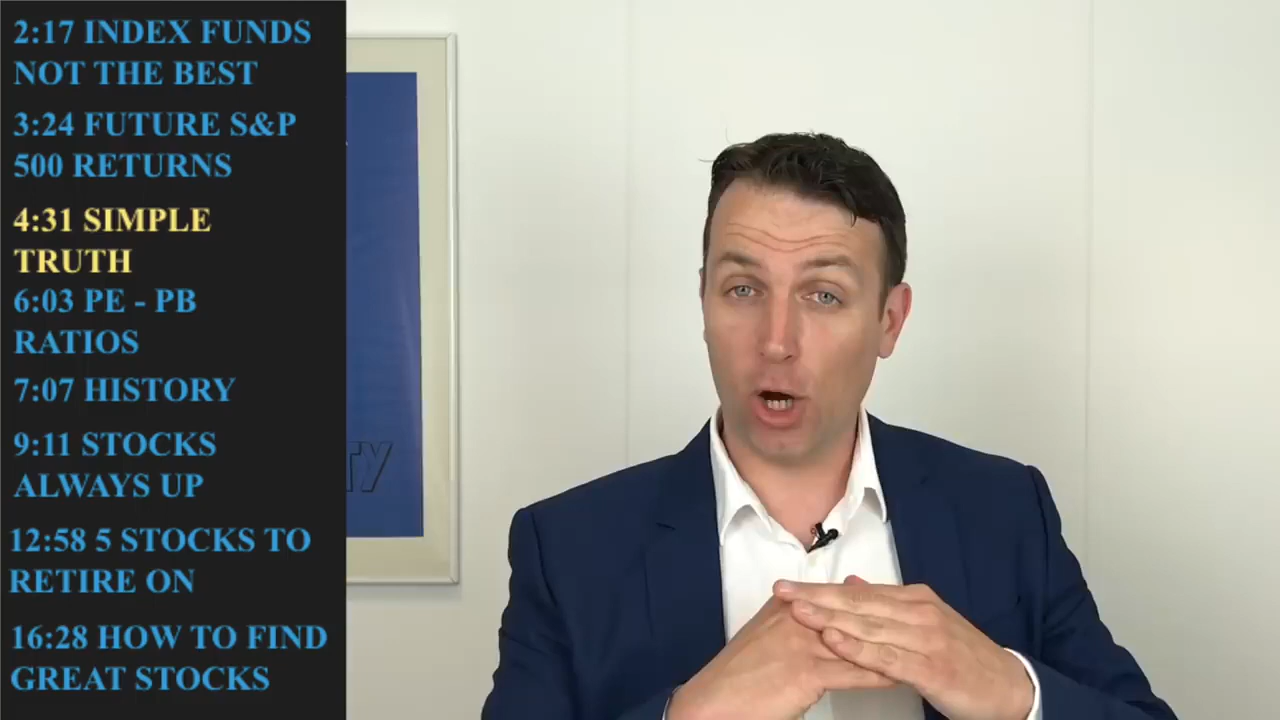 2:17 INDEX FUNDS
NOT THE BEST
3:24 FUTURE S&P
500 RETURNS
4:31 SIMPLE
TRUTH
6:03 PE - PB
RATIOS
7:07 HISTORY
9:11 STOCKS
ALWAYS UP
12:58 5 STOCKS TO
RETIRE ON
16:28 HOW TO FIND
GREAT STOCKS
TY